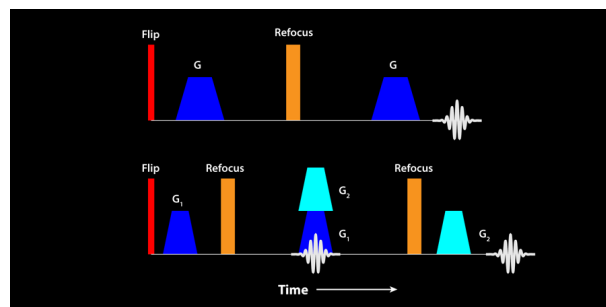 Flip
G
Refocus
G
Flip
G₁
Refocus
G₂
G₁
Refocus
G₂
Time